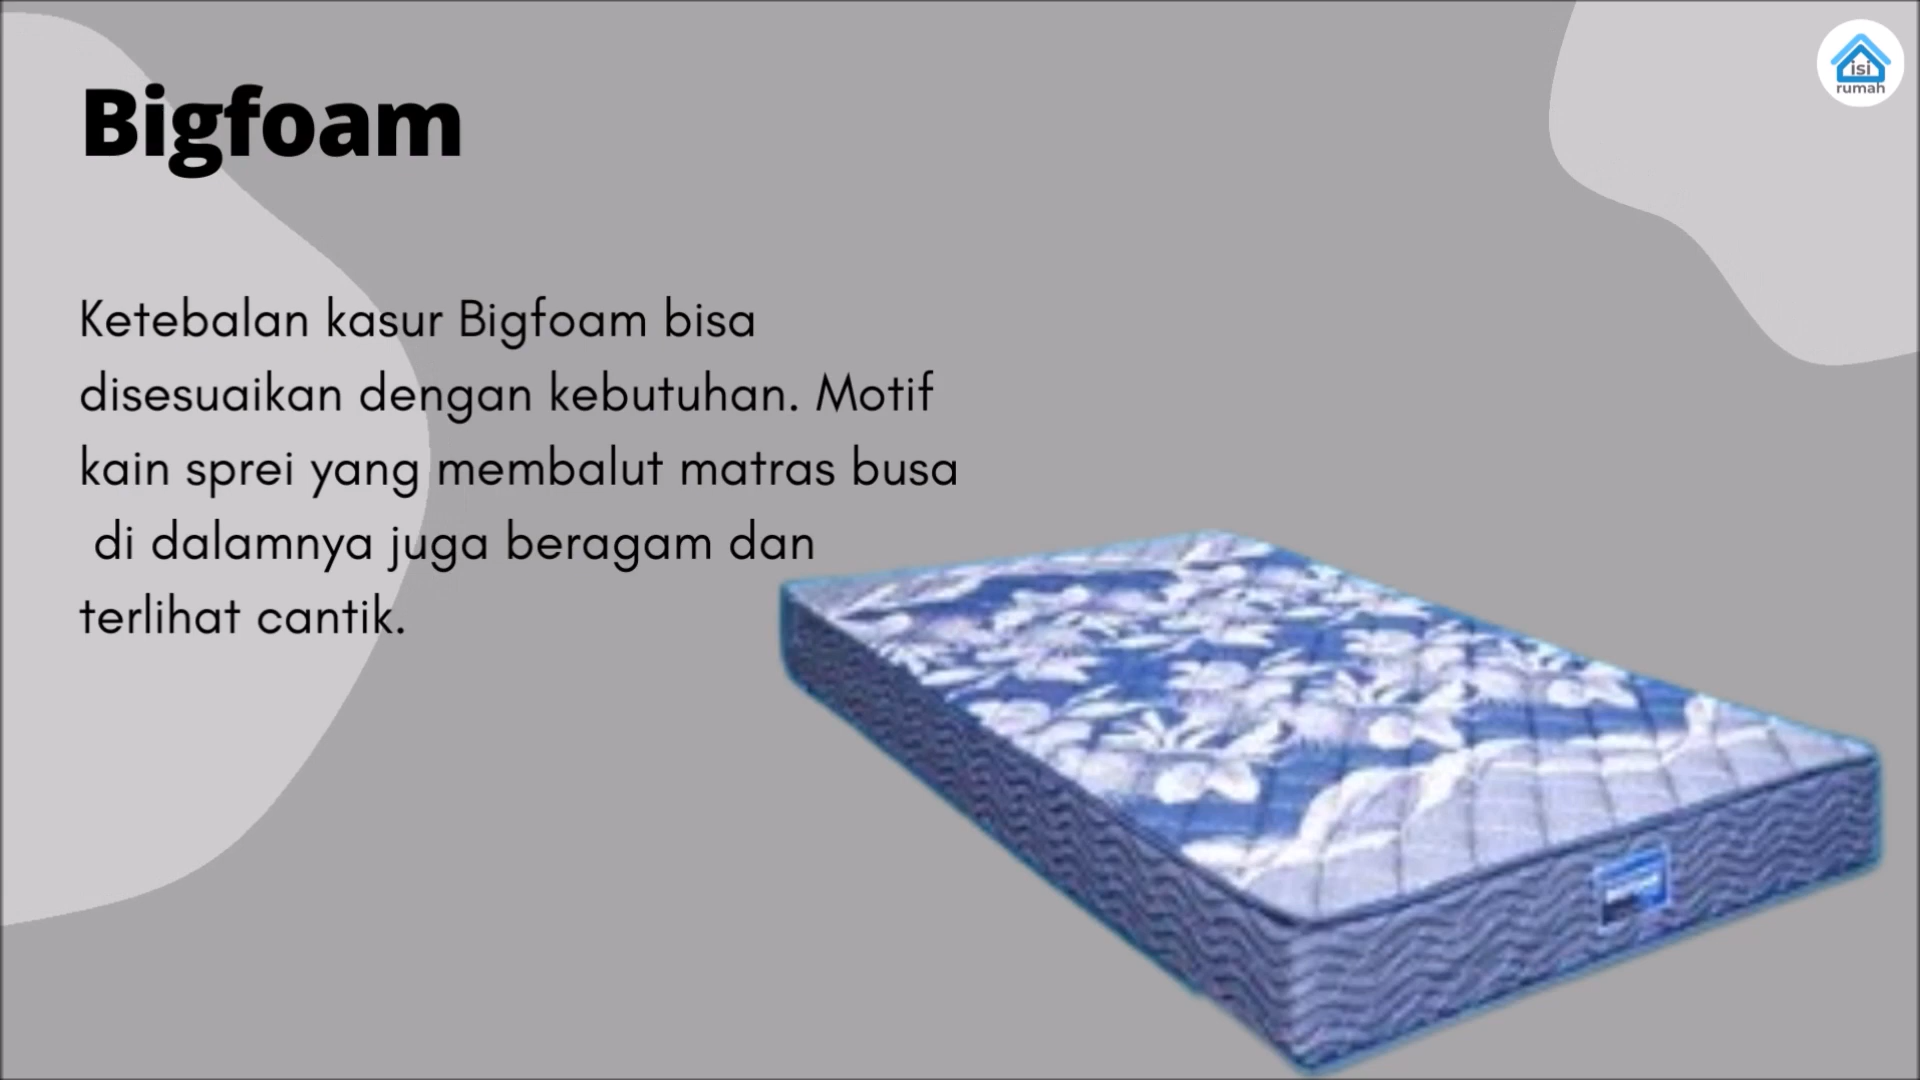 isi
rumah
Bigfoam
Ketebalan kasur Bigfoam bisa
disesuaikan dengan kebutuhan. Motif
kain sprei yang membalut matras busa
di dalamnya juga beragam dan
terlihat cantik.